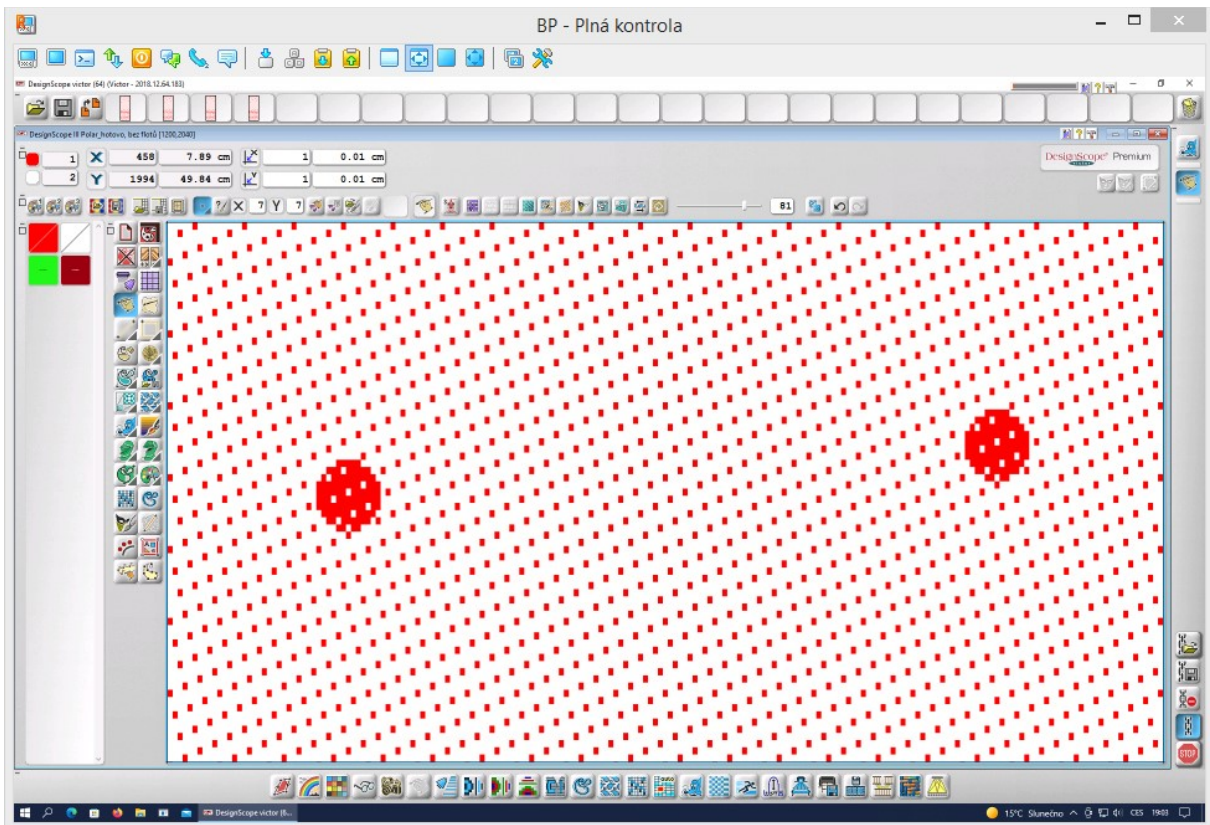 BP - Plná kontrola
DesignScope victor (64) (Victor - 2018.12.64.183)
DesignScope III Polar_hotovo, bez flotů [1200,2040]
1 X 458 7.89 cm X 1 0.01 cm
2 Y 1994 49.84 cm Y 1 0.01 cm
DesignScope® Premium
X 7 Y 7 81
STOP
DesignScope victor (6...
15°C Slunečno CES 19:03